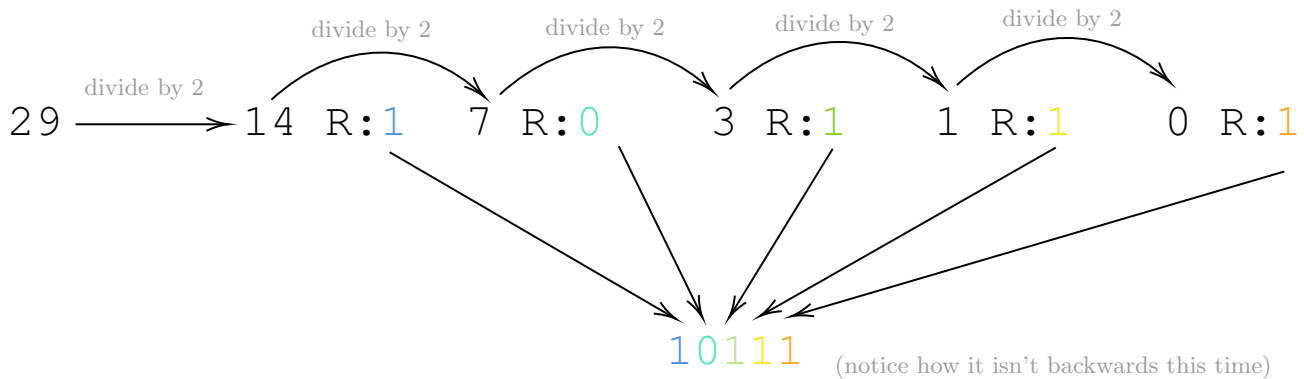 divide by 2 divide by 2 divide by 2 divide by 2
divide by 2
29 14 R:1 7 R:0 3 R:1 1 R:1 0 R:1
10111
(notice how it isn't backwards this time)